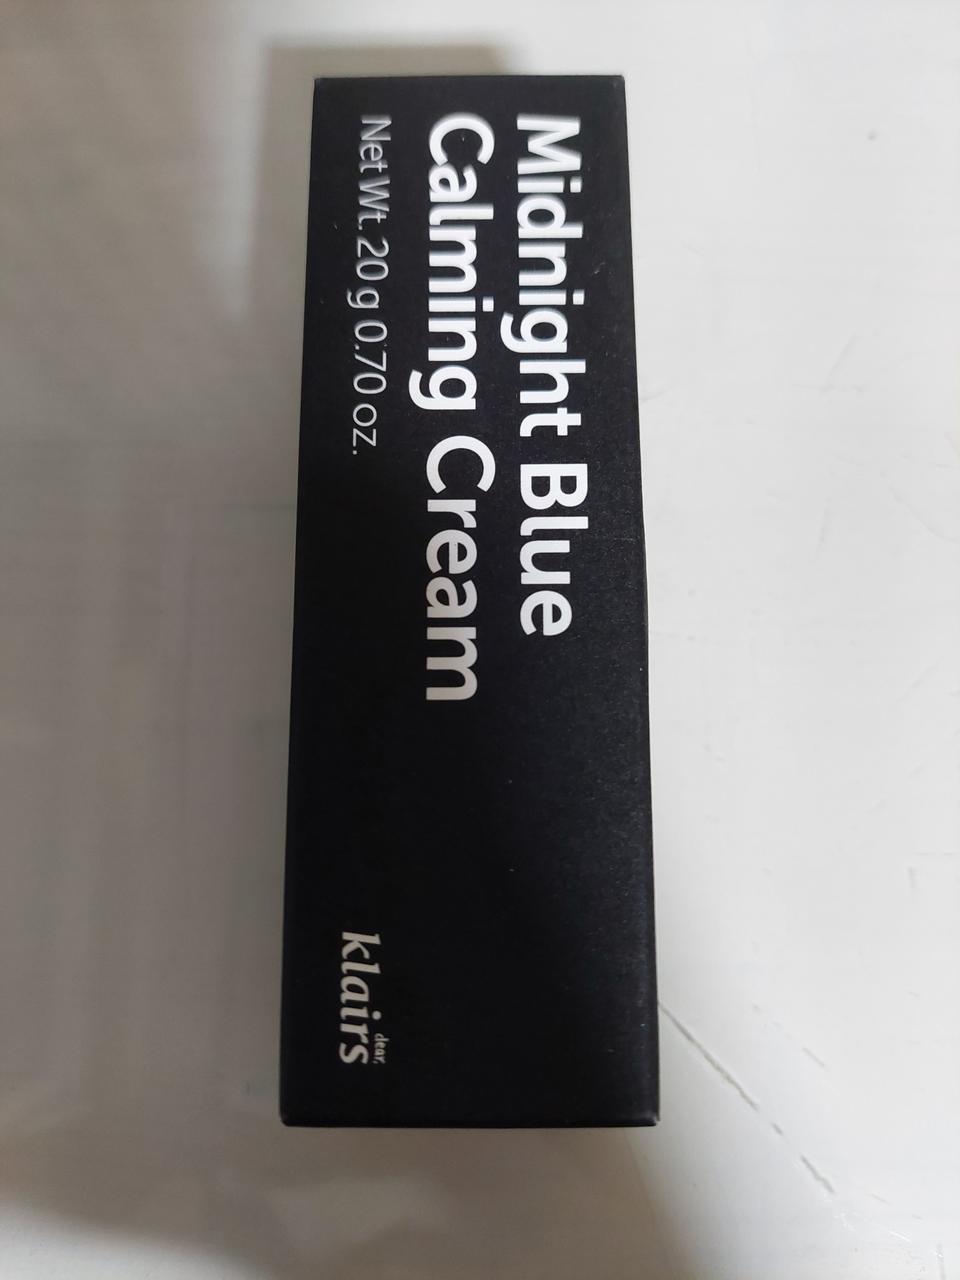 Midnight Blue
Calming Cream
Net Wt. 20 g 0.70 oz.
dear,
klairs